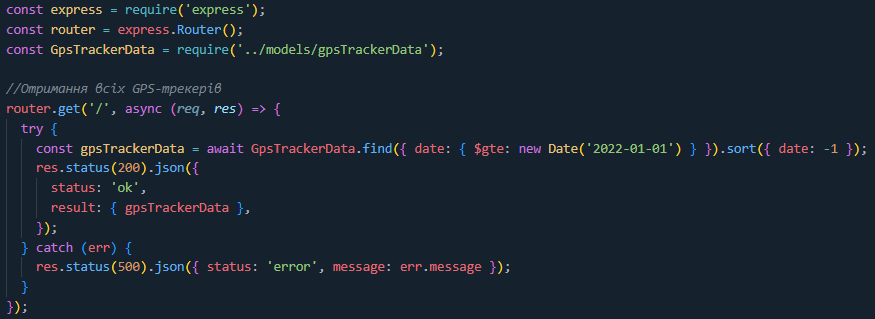 const express = require('express');
const router = express.Router();
const GpsTrackerData = require('../models/gpsTrackerData');

//Отримання всіх GPS-трекерів
router.get('/', async (req, res) => {
  try {
    const gpsTrackerData = await GpsTrackerData.find({ date: { $gte: new Date('2022-01-01') } }).sort({ date: -1 });
    res.status(200).json({
      status: 'ok',
      result: { gpsTrackerData },
    });
  } catch (err) {
    res.status(500).json({ status: 'error', message: err.message });
  }
});